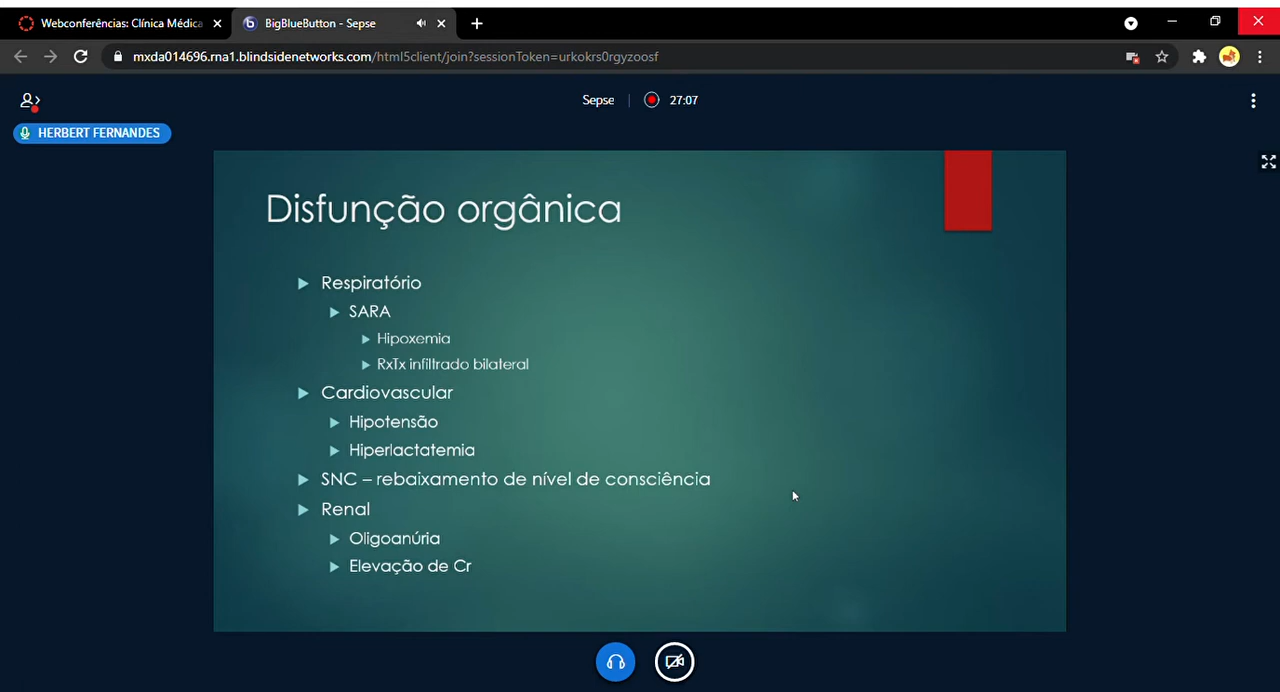 Webconferências: Clínica Médica
BigBlueButton - Sepse
mxda014696.rna1.blindsidenetworks.com/html5client/join?sessionToken=urkokrs0rgyzoosf
Sepse
27:07
HERBERT FERNANDES
Disfunção orgânica
Respiratório
SARA
Hipoxemia
RxTx infiltrado bilateral
Cardiovascular
Hipotensão
Hiperlactatemia
SNC – rebaixamento de nível de consciência
Renal
Oligoanúria
Elevação de Cr